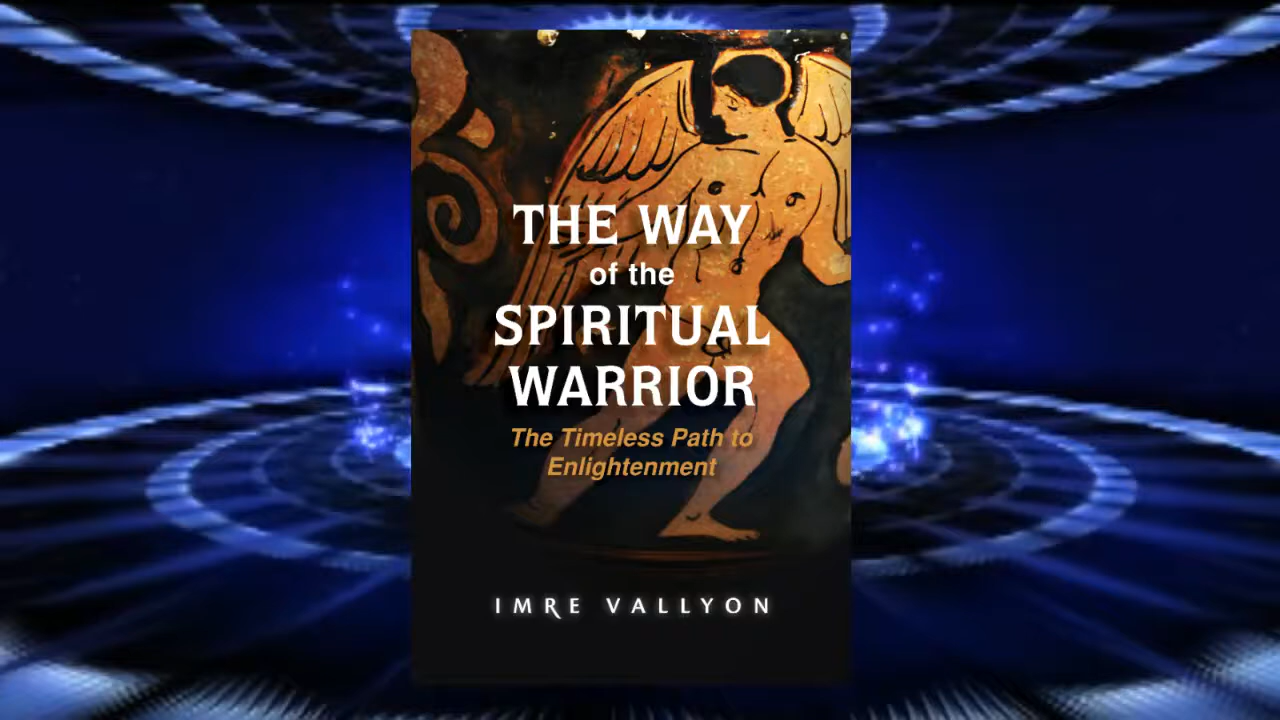 THE WAY
of the
SPIRITUAL
WARRIOR
The Timeless Path to
Enlightenment
IMRE VALLYON